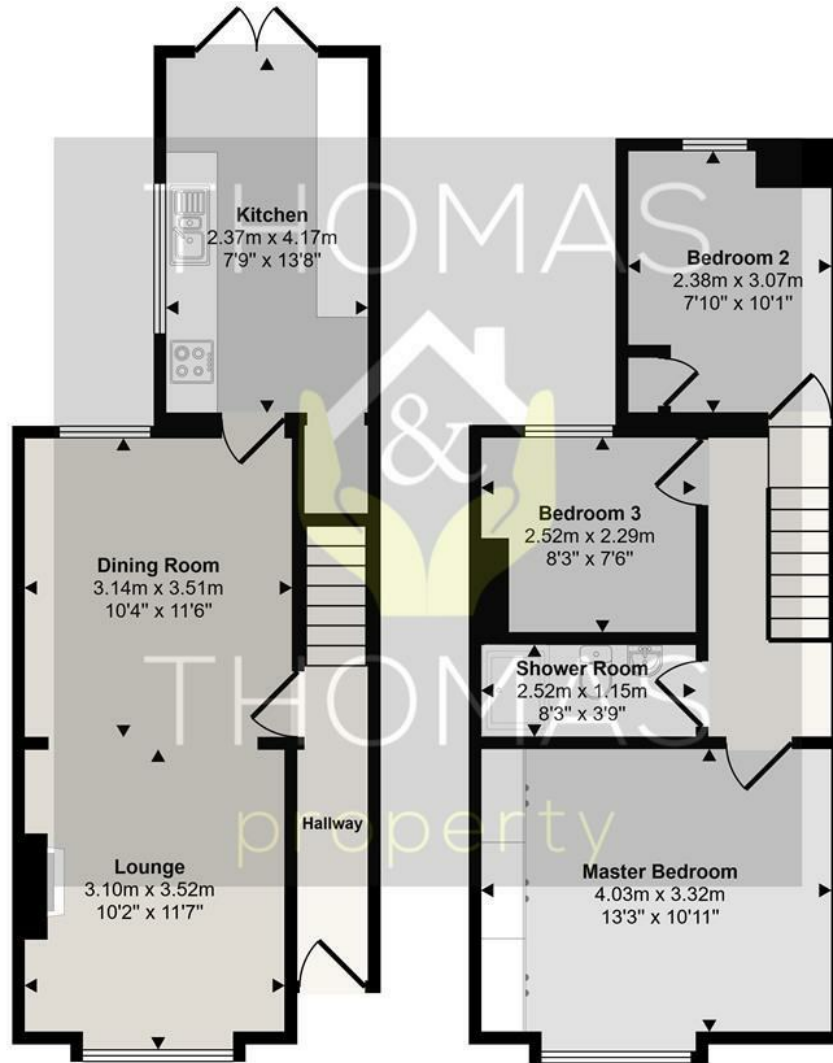 THOMAS
&
THOMAS
property
Kitchen
2.37m x 4.17m
7'9" x 13'8"
Bedroom 2
2.38m x 3.07m
7'10" x 10'1"
Dining Room
3.14m x 3.51m
10'4" x 11'6"
Bedroom 3
2.52m x 2.29m
8'3" x 7'6"
Shower Room
2.52m x 1.15m
8'3" x 3'9"
Hallway
Lounge
3.10m x 3.52m
10'2" x 11'7"
Master Bedroom
4.03m x 3.32m
13'3" x 10'11"